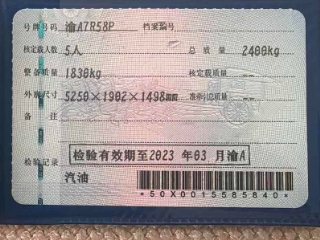 号牌号码 渝A7R58P 档案编号
核定载人数 5人 总质量 2400kg
整备质量 1830kg 核定载质量 --
外廓尺寸 5250×1902×1498mm 准牵引总质量 --
备注
检验有效期至2023 年03 月渝A
检验记录
汽油
*50X0015585840*